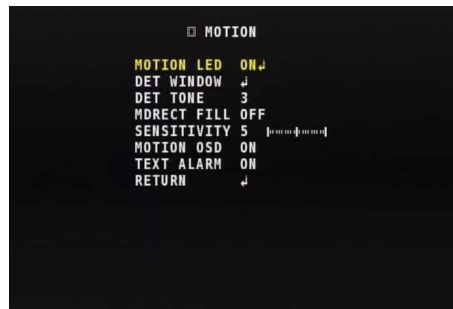 MOTION
MOTION LED ON↲
DET WINDOW ↲
DET TONE 3
MDRECT FILL OFF
SENSITIVITY 5
MOTION OSD ON
TEXT ALARM ON
RETURN ↲